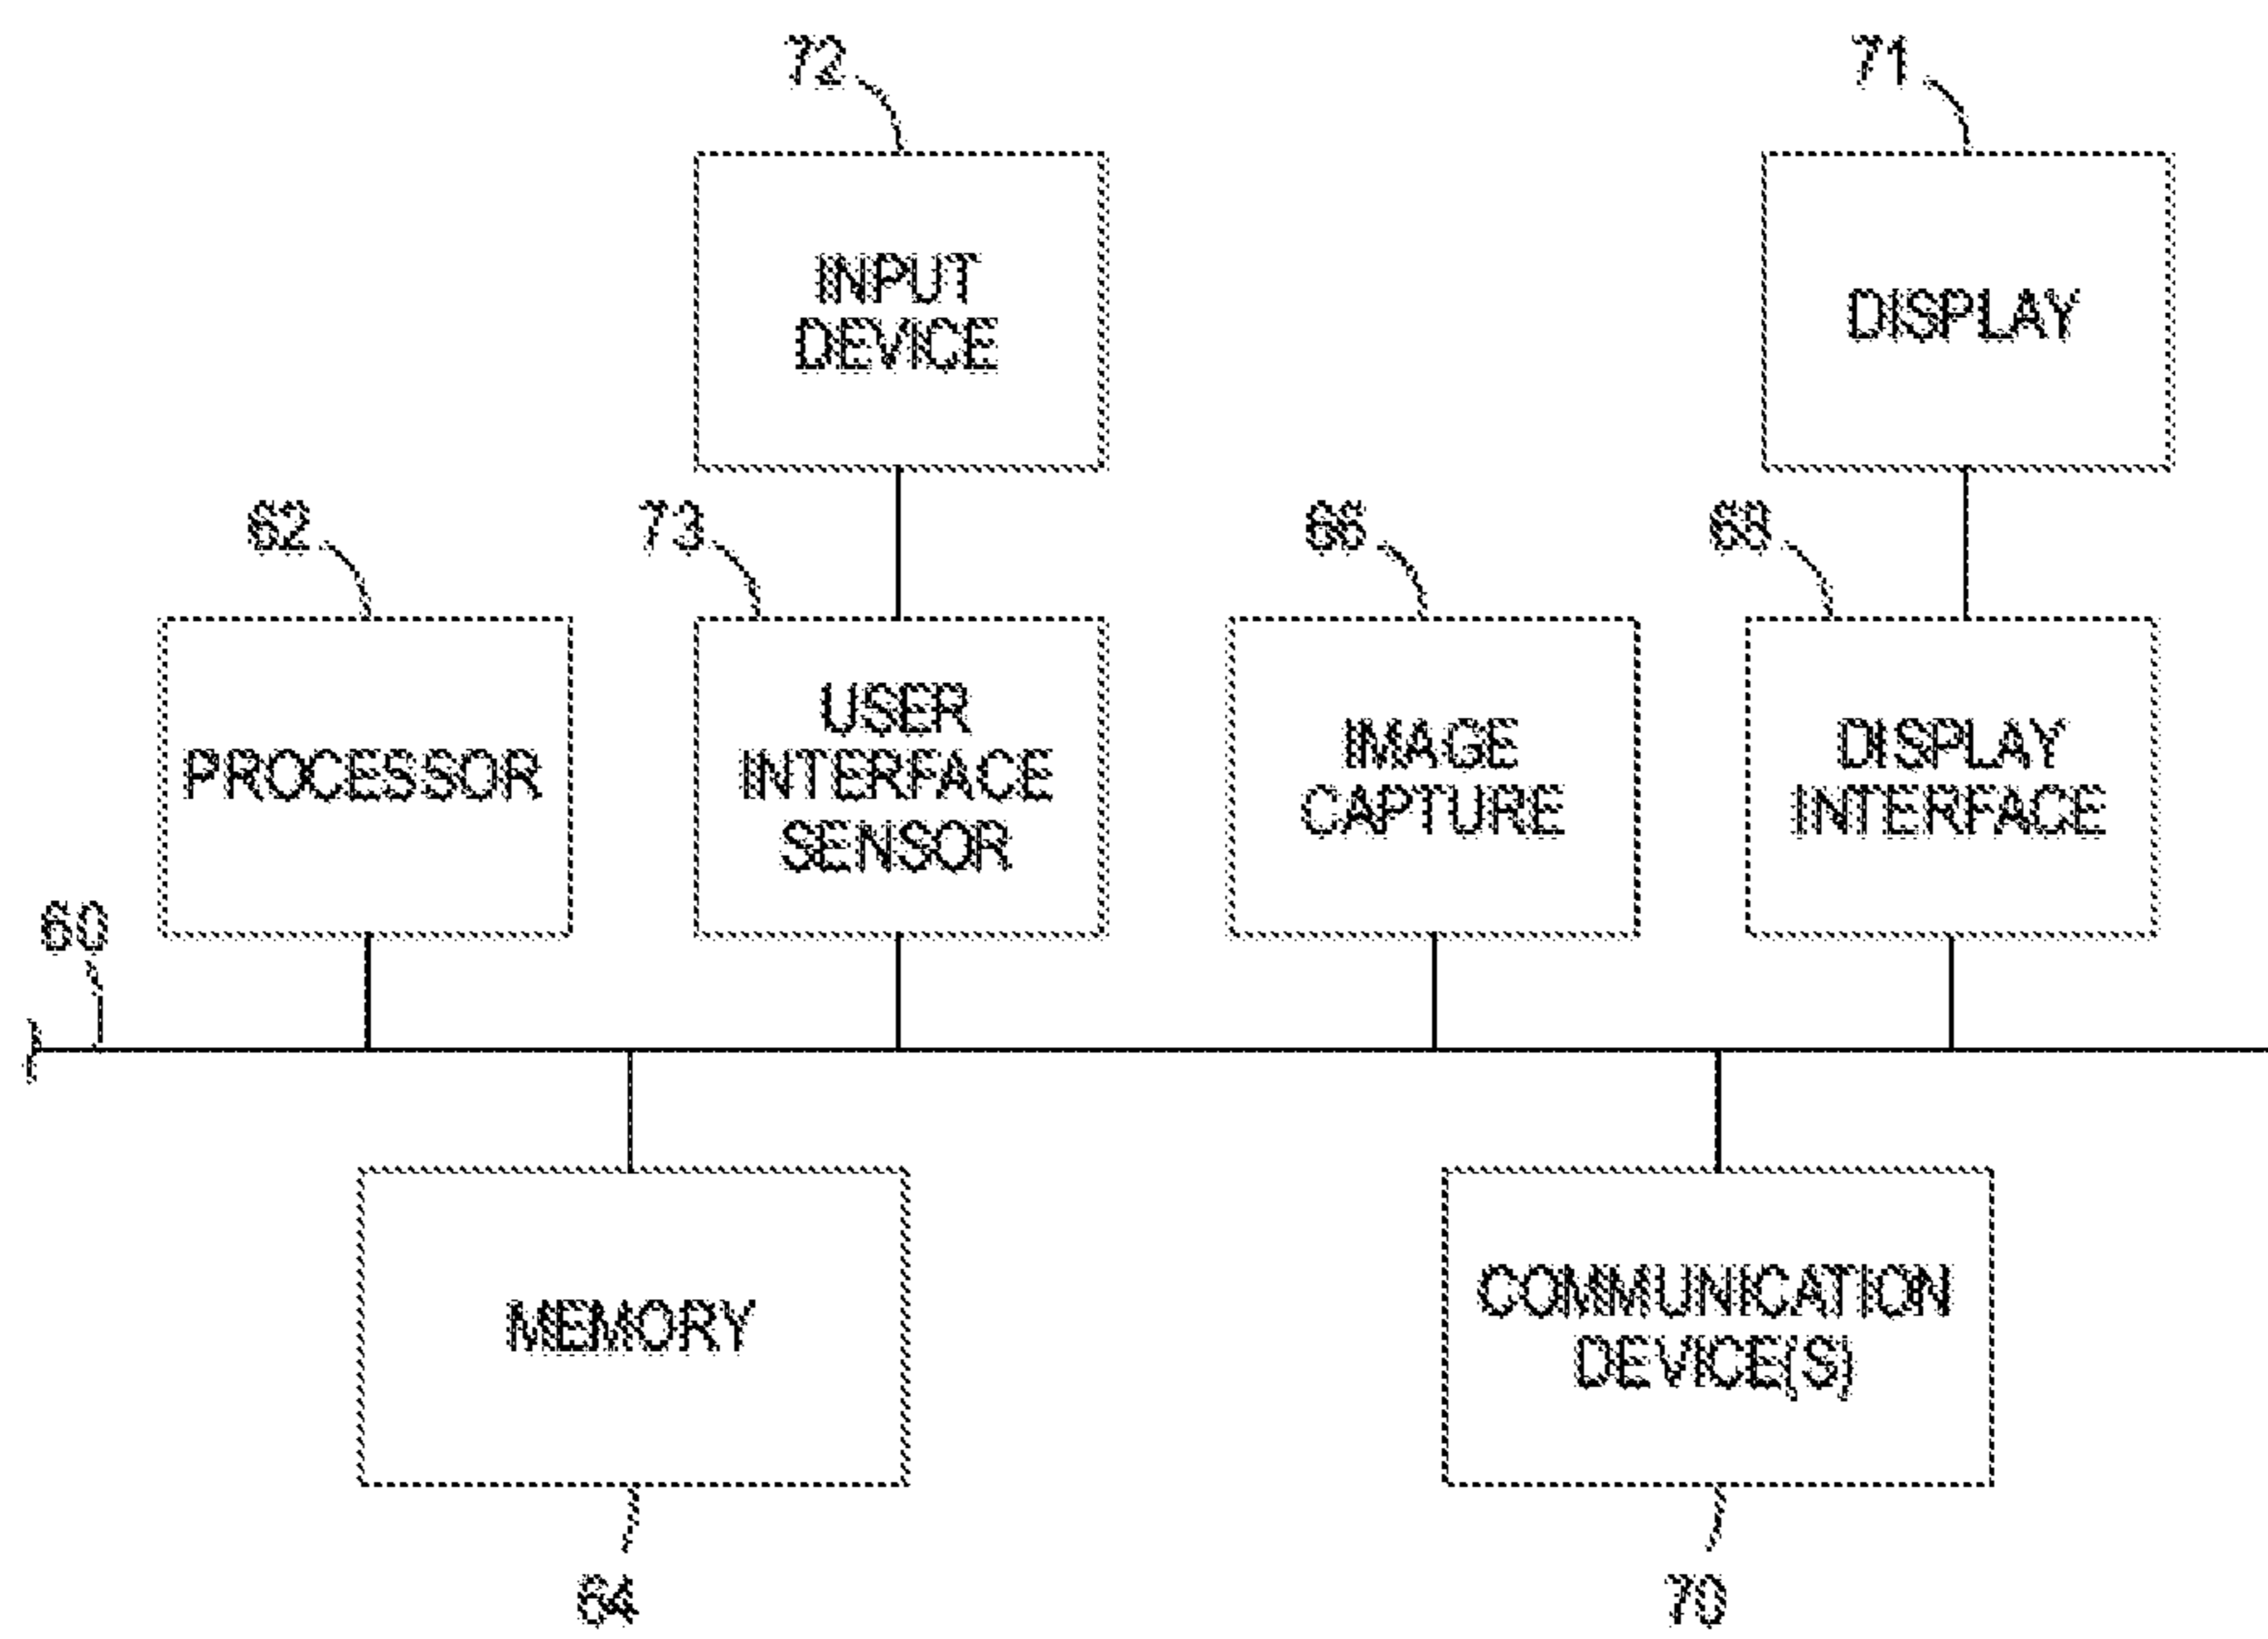 72
71
INPUT
DEVICE
DISPLAY
62
73
66
68
PROCESSOR
USER
INTERFACE
SENSOR
IMAGE
CAPTURE
DISPLAY
INTERFACE
60
MEMORY
COMMUNICATION
DEVICE(S)
64
70